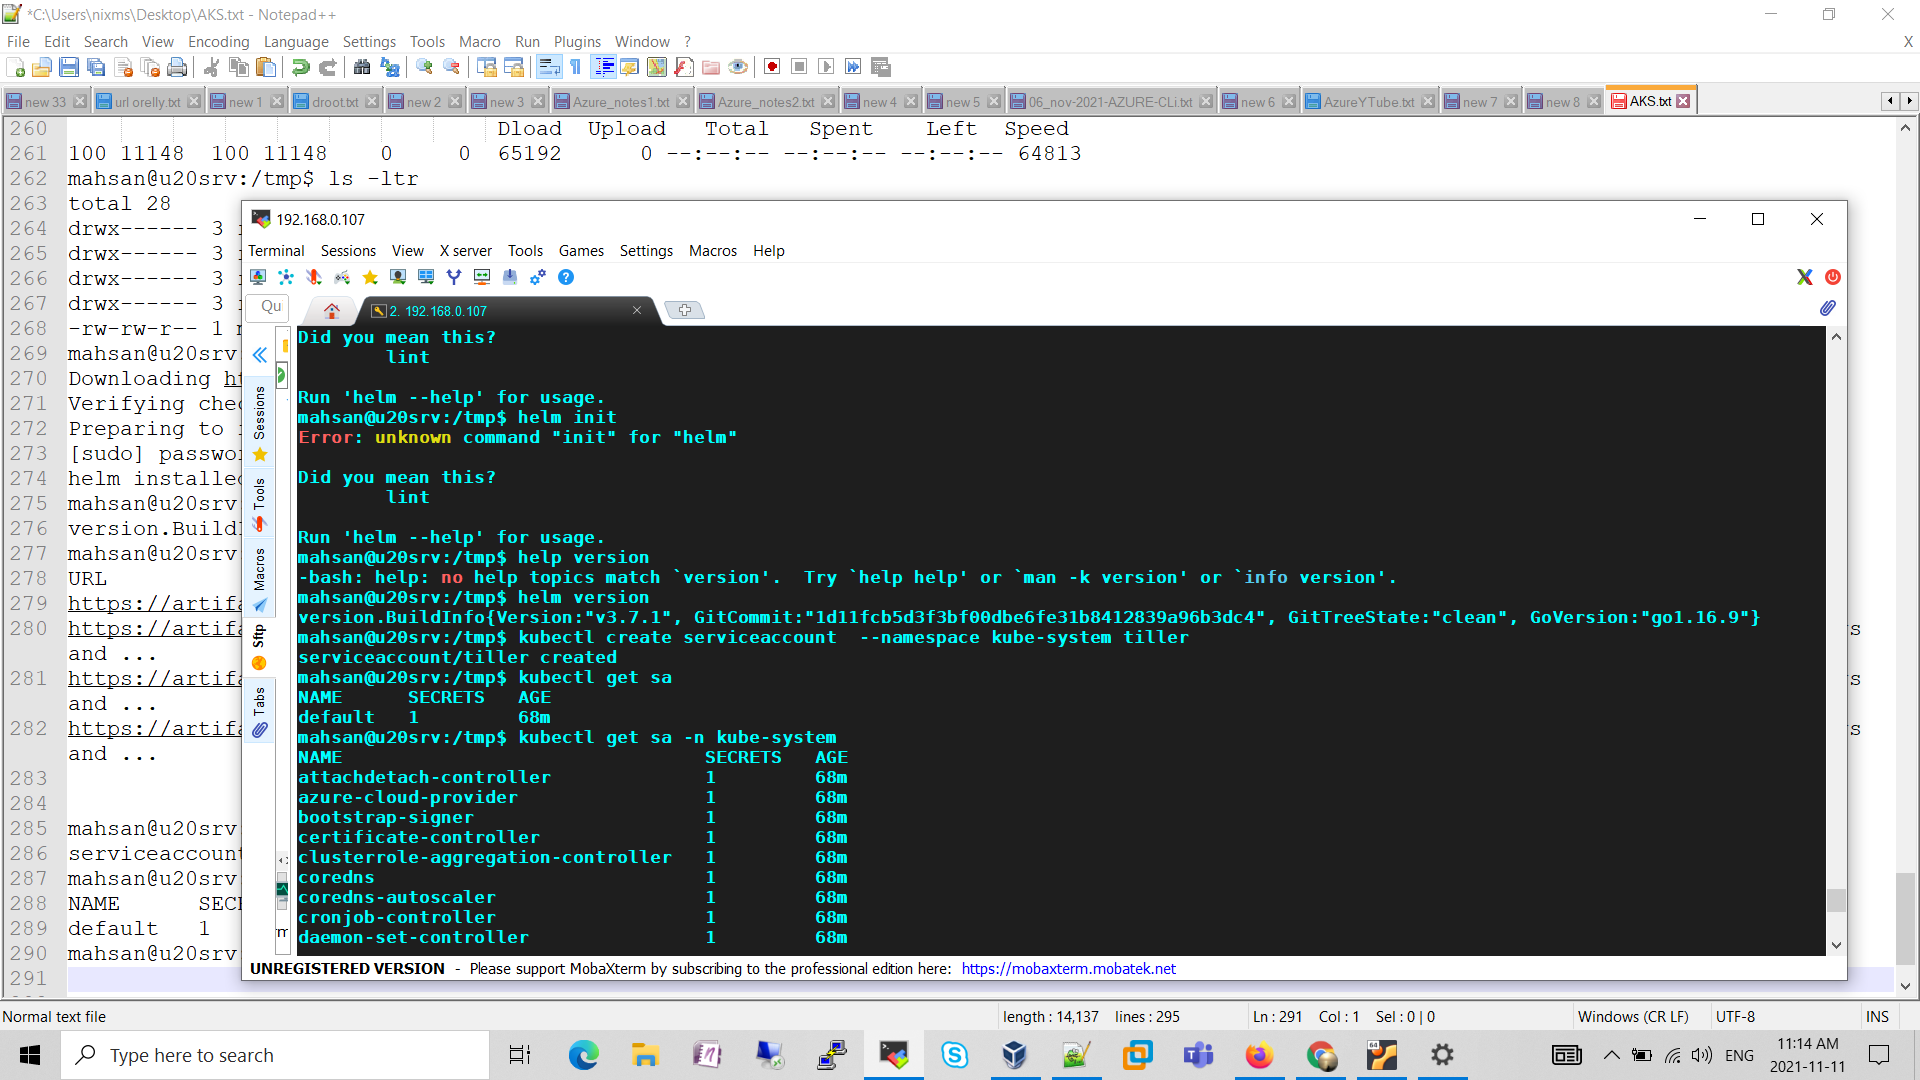 *C:\Users\nixms\Desktop\AKS.txt - Notepad++
File Edit Search View Encoding Language Settings Tools Macro Run Plugins Window ?
X
new 33
url orelly.txt
new 1
droot.txt
new 2
new 3
Azure_notes1.txt
Azure_notes2.txt
new 4
new 5
06_nov-2021-AZURE-CLi.txt
new 6
AzureYTube.txt
new 7
new 8
AKS.txt
260 Dload Upload Total Spent Left Speed
261 100 11148 100 11148 0 0 65192 0 --:--:-- --:--:-- --:--:-- 64813
262 mahsan@u20srv:/tmp$ ls -ltr
263 total 28
264 drwx------ 3
265 drwx------ 3
266 drwx------ 3
267 drwx------ 3
268 -rw-rw-r-- 1
269 mahsan@u20srv
270 Downloading
271 Verifying chec
272 Preparing to
273 [sudo] passwor
274 helm installed
275 mahsan@u20srv
276 version.BuildI
277 mahsan@u20srv
278 URL
279 https://artifa
280 https://artifa
and ...
281 https://artifa
and ...
282 https://artifa
and ...
283
284
285 mahsan@u20srv
286 serviceaccount
287 mahsan@u20srv
288 NAME SECR
289 default 1
290 mahsan@u20srv
291
192.168.0.107
Terminal Sessions View X server Tools Games Settings Macros Help
Qu
2. 192.168.0.107
Sessions
Tools
Macros
Sftp
Tabs
Did you mean this?
lint
Run 'helm --help' for usage.
mahsan@u20srv:/tmp$ helm init
Error: unknown command "init" for "helm"
Did you mean this?
lint
Run 'helm --help' for usage.
mahsan@u20srv:/tmp$ help version
-bash: help: no help topics match `version'. Try `help help' or `man -k version' or `info version'.
mahsan@u20srv:/tmp$ helm version
version.BuildInfo{Version:"v3.7.1", GitCommit:"1d11fcb5d3f3bf00dbe6fe31b8412839a96b3dc4", GitTreeState:"clean", GoVersion:"go1.16.9"}
mahsan@u20srv:/tmp$ kubectl create serviceaccount --namespace kube-system tiller
serviceaccount/tiller created
mahsan@u20srv:/tmp$ kubectl get sa
NAME SECRETS AGE
default 1 68m
mahsan@u20srv:/tmp$ kubectl get sa -n kube-system
NAME SECRETS AGE
attachdetach-controller 1 68m
azure-cloud-provider 1 68m
bootstrap-signer 1 68m
certificate-controller 1 68m
clusterrole-aggregation-controller 1 68m
coredns 1 68m
coredns-autoscaler 1 68m
cronjob-controller 1 68m
daemon-set-controller 1 68m
UNREGISTERED VERSION - Please support MobaXterm by subscribing to the professional edition here: https://mobaxterm.mobatek.net
Normal text file
length : 14,137 lines : 295
Ln : 291 Col : 1 Sel : 0 | 0
Windows (CR LF)
UTF-8
INS
Type here to search
ENG
11:14 AM
2021-11-11